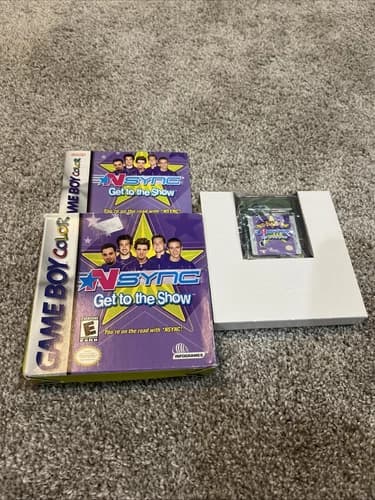 GAME BOY COLOR
*NSYNC
Get to the Show
You're on the road with *NSYNC!
GAME BOY COLOR
*NSYNC
Get to the Show
E
You're on the road with *NSYNC!
INFOGRAMES